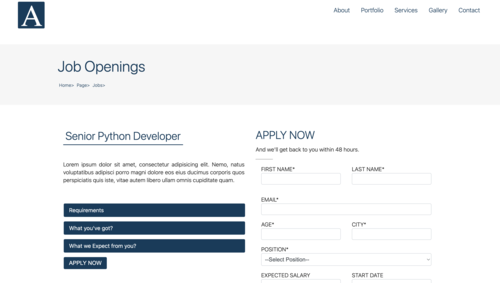 A
About Portfolio Services Gallery Contact
Job Openings
Home> Page> Jobs>
Senior Python Developer
Lorem ipsum dolor sit amet, consectetur adipisicing elit. Nemo, natus
voluptatibus adipisci porro magni dolore eos eius ducimus corporis quos
perspiciatis quis iste, vitae autem libero ullam omnis cupiditate quam.
Requirements
What you've got?
What we Expect from you?
APPLY NOW
APPLY NOW
And we'll get back to you within 48 hours.
FIRST NAME* LAST NAME*
EMAIL*
AGE* CITY*
POSITION*
--Select Position--
EXPECTED SALARY START DATE